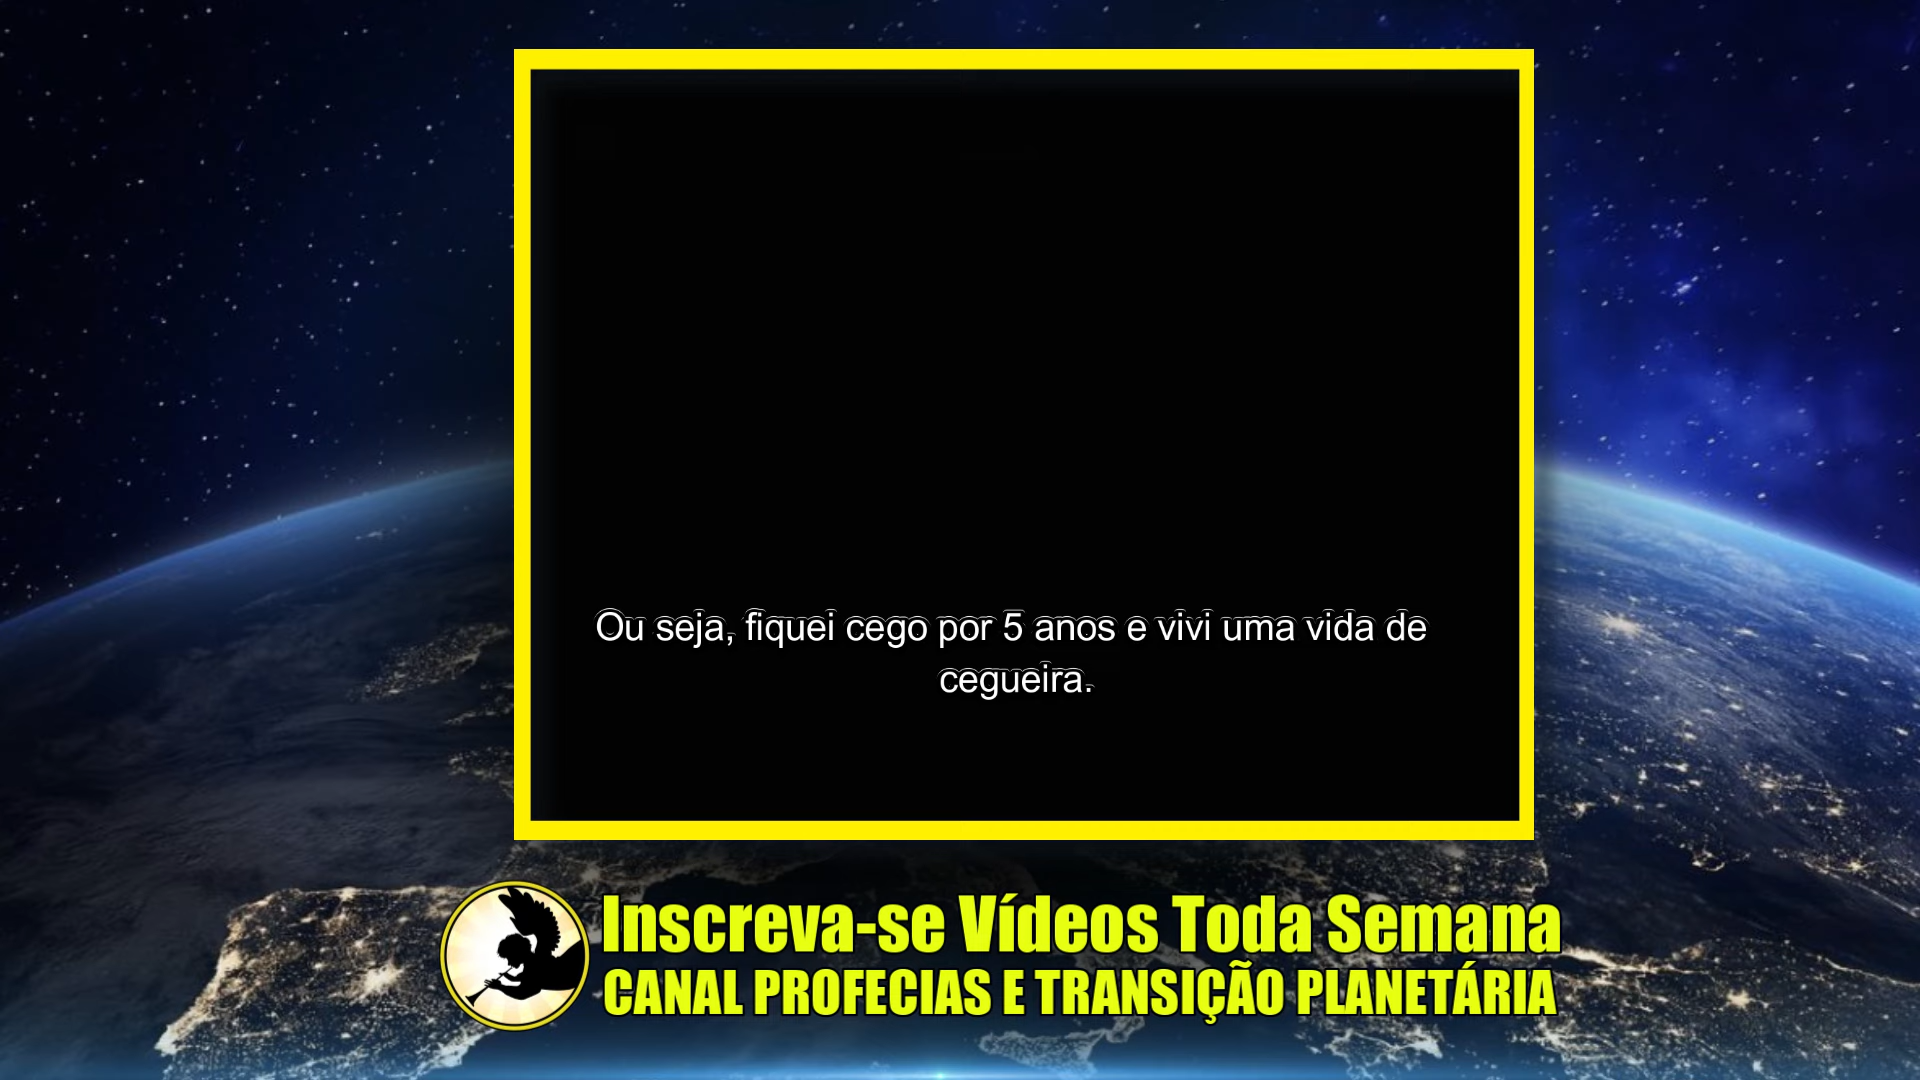 Ou seja, fiquei cego por 5 anos e vivi uma vida de
cegueira.
Inscreva-se Vídeos Toda Semana
CANAL PROFECIAS E TRANSIÇÃO PLANETÁRIA